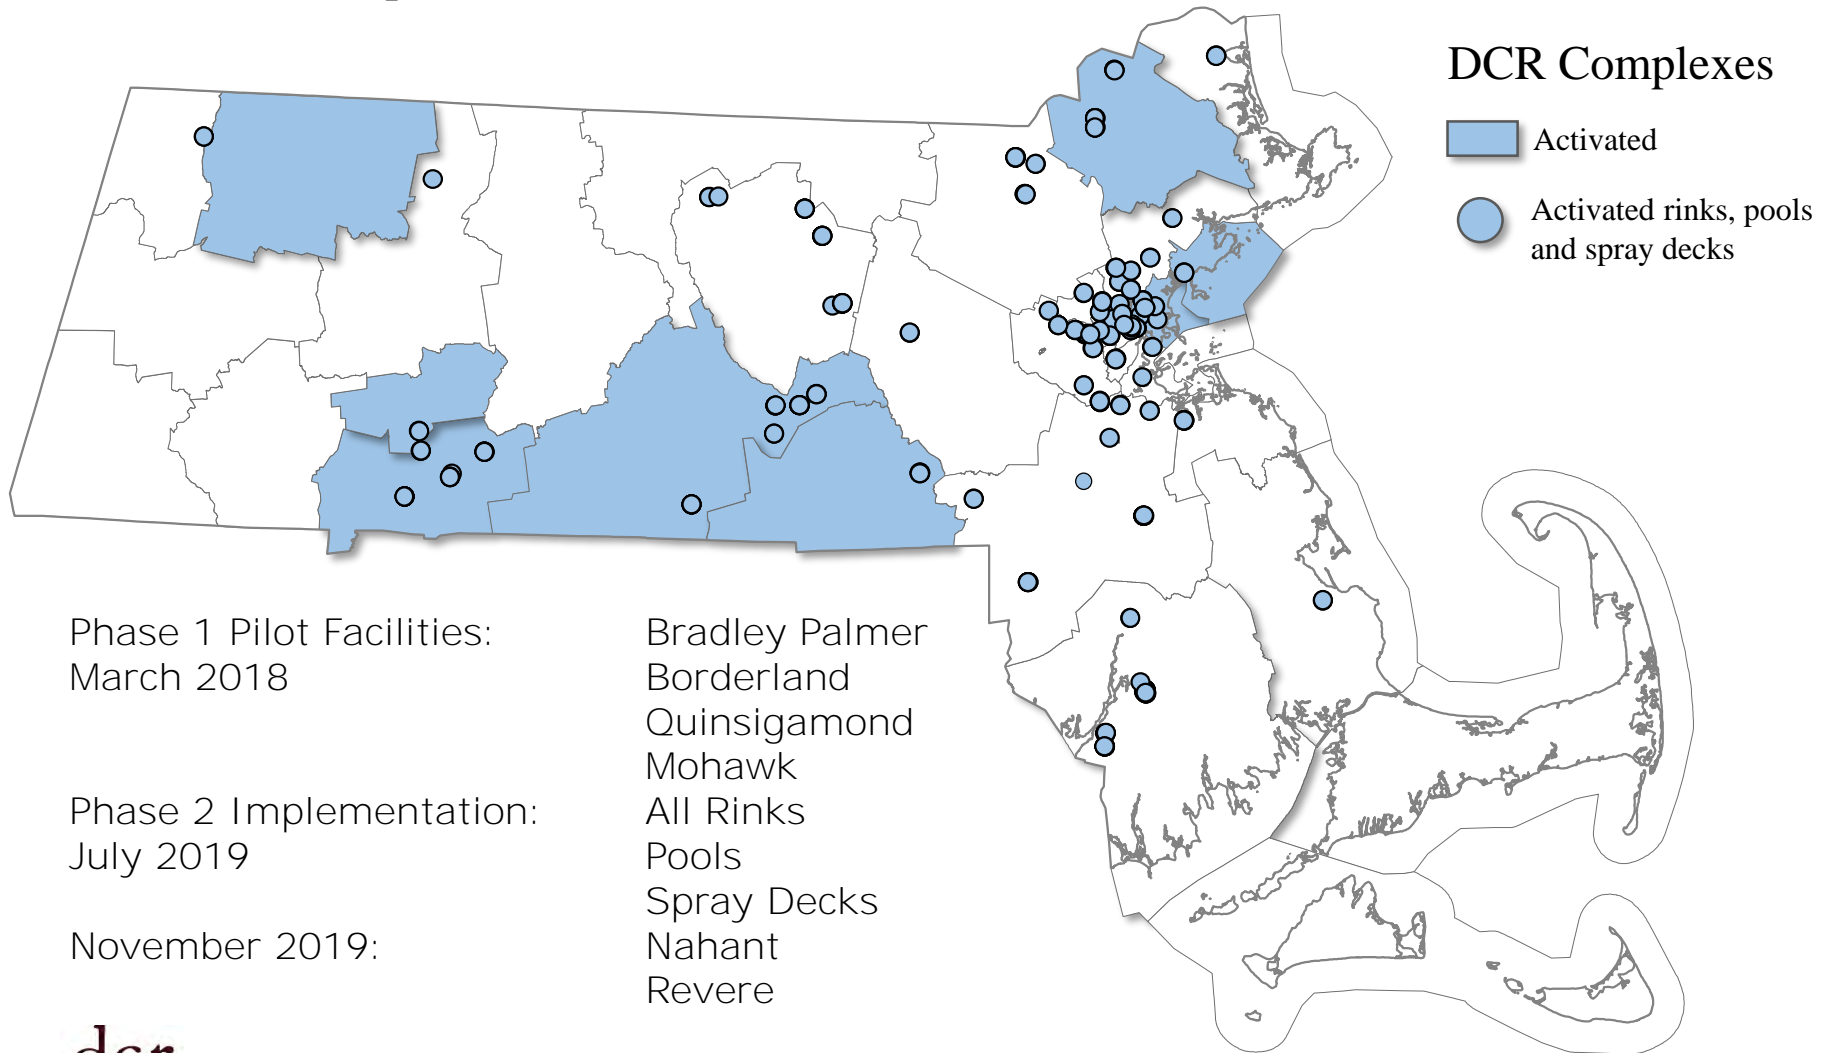 DCR Complexes
Activated
Activated rinks, pools
and spray decks
Phase 1 Pilot Facilities:
March 2018
Bradley Palmer
Borderland
Quinsigamond
Mohawk
Phase 2 Implementation:
July 2019
All Rinks
Pools
Spray Decks
November 2019:
Nahant
Revere
dcr